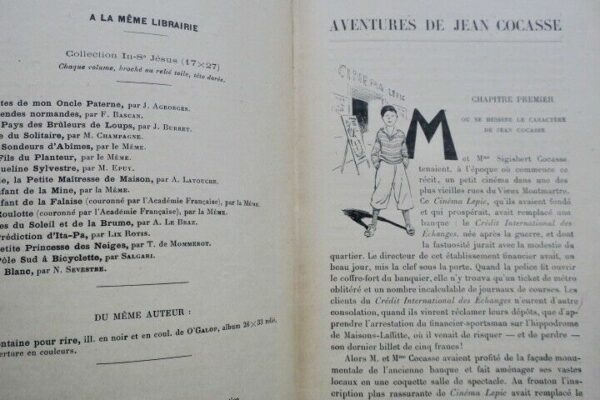 A LA MÊME LIBRAIRIE
Collection In-8º Jésus (17×27)
Chaque volume, broché ou relié toile, tête dorée.
tes de mon Oncle Paterne, par J. AGEORGES.
endes normandes, par F. BASCAN.
Pays des Brûleurs de Loups, par J. BURRET.
e du Solitaire, par M. CHAMPAGNE.
Sondeurs d'Abîmes, par le MÊME.
Fils du Planteur, par le MÊME.
queline Sylvestre, par M. EPUY.
le, la Petite Maîtresse de Maison, par A. LATOUCHE.
fant de la Mine, par la MÊME.
fant de la Falaise (couronné par l'Académie Française), par la MÊME.
Roulotte (couronné par l'Académie Française), par la MÊME.
es du Soleil et de la Brume, par A. LE BRAZ.
Prédiction d'Ita-Pa, par LIX ROTIS.
Petite Princesse des Neiges, par T. de MOMMEROT.
Pôle Sud à Bicyclette, par SALGARI.
Blanc, par N. SEVESTRE.
DU MÊME AUTEUR :
ontaine pour rire, ill. en noir et en coul. de O'GALOP, album 28×33 relié.
erture en couleurs.
AVENTURES DE JEAN COCASSE
CHAPITRE PREMIER
OU SE DESSINE LE CARACTÈRE
DE JEAN COCASSE
M et Mme Sigisbert Cocasse
tenaient, à l'époque où commence ce
récit, un petit cinéma dans une des
plus vieilles rues du Vieux Montmartre.
Ce Cinéma Lepic, qu'ils avaient fondé
et qui prospérait, avait remplacé une
banque : le Crédit International des
Echanges, née après la guerre, et dont
la fastuosité jurait avec la modestie du
quartier. Le directeur de cet établissement financier avait, un
beau jour, mis la clef sous la porte. Quand la police fit ouvrir
le coffre-fort du banquier, elle n'y trouva qu'un ticket de métro
oblitéré et un nombre incalculable de journaux de courses. Les
clients du Crédit International des Echanges n'eurent d'autre
consolation, quand ils vinrent réclamer leurs dépôts, que d'ap-
prendre l'arrestation du financier-sportsman sur l'hippodrome
de Maisons-Laffitte, où il venait de risquer — et de perdre —
son dernier billet de cinq francs!
Alors M. et Mme Cocasse avaient profité de la façade monu-
mentale de l'ancienne banque et fait aménager ses vastes
locaux en une coquette salle de spectacle. Au fronton l'ins-
cription plus rassurante de Cinéma Lepic avait remplacé le